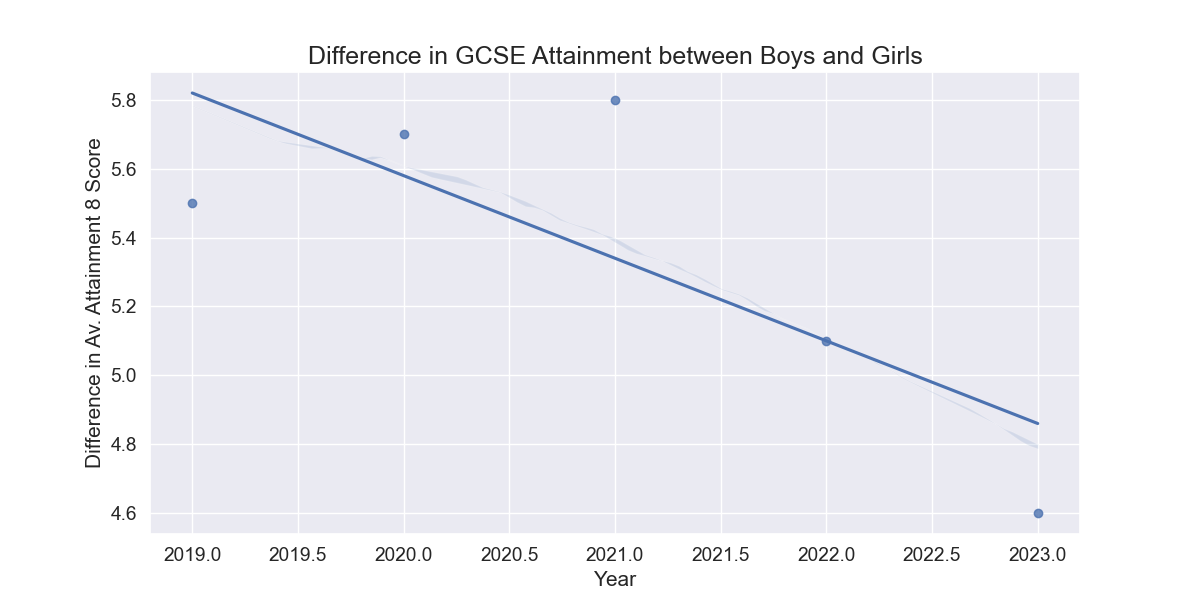 Difference in GCSE Attainment between Boys and Girls
Difference in Av. Attainment 8 Score
5.8
5.6
5.4
5.2
5.0
4.8
4.6
2019.0 2019.5 2020.0 2020.5 2021.0 2021.5 2022.0 2022.5 2023.0
Year